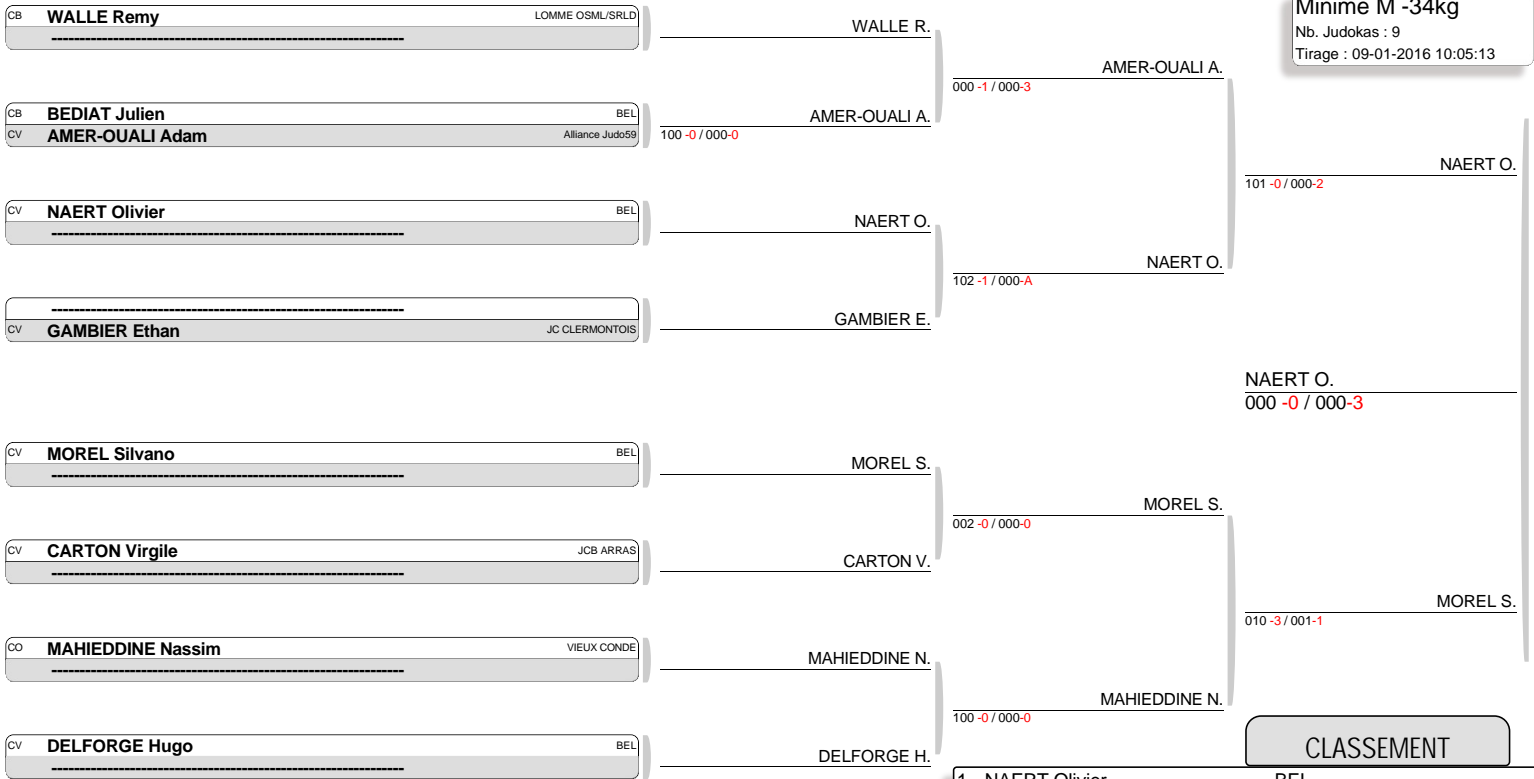 Minime M -34kg
Nb. Judokas : 9
Tirage : 09-01-2016 10:05:13
CB WALLE Remy LOMME OSML/SRLD
--------------------------------------------------------------
CB BEDIAT Julien BEL
CV AMER-OUALI Adam Alliance Judo59
CV NAERT Olivier BEL
--------------------------------------------------------------
--------------------------------------------------------------
CV GAMBIER Ethan JC CLERMONTOIS
CV MOREL Silvano BEL
--------------------------------------------------------------
CV CARTON Virgile JCB ARRAS
--------------------------------------------------------------
CO MAHIEDDINE Nassim VIEUX CONDE
--------------------------------------------------------------
CV DELFORGE Hugo BEL
--------------------------------------------------------------
WALLE R.
AMER-OUALI A.
100 -0 / 000-0
NAERT O.
GAMBIER E.
MOREL S.
CARTON V.
MAHIEDDINE N.
DELFORGE H.
AMER-OUALI A.
000 -1 / 000-3
NAERT O.
102 -1 / 000-A
MOREL S.
002 -0 / 000-0
MAHIEDDINE N.
100 -0 / 000-0
NAERT O.
101 -0 / 000-2
NAERT O.
000 -0 / 000-3
MOREL S.
010 -3 / 001-1
CLASSEMENT
1 NAERT Olivier BEL